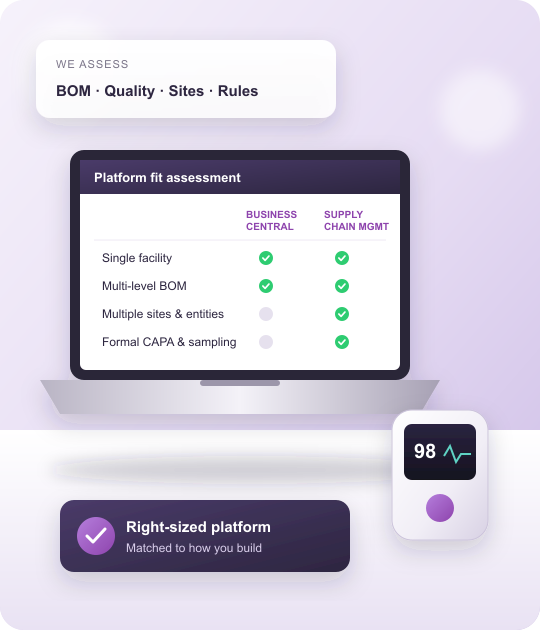 WE ASSESS
BOM · Quality · Sites · Rules
Platform fit assessment
BUSINESS CENTRAL
SUPPLY CHAIN MGMT
Single facility
Multi-level BOM
Multiple sites & entities
Formal CAPA & sampling
98
Right-sized platform
Matched to how you build